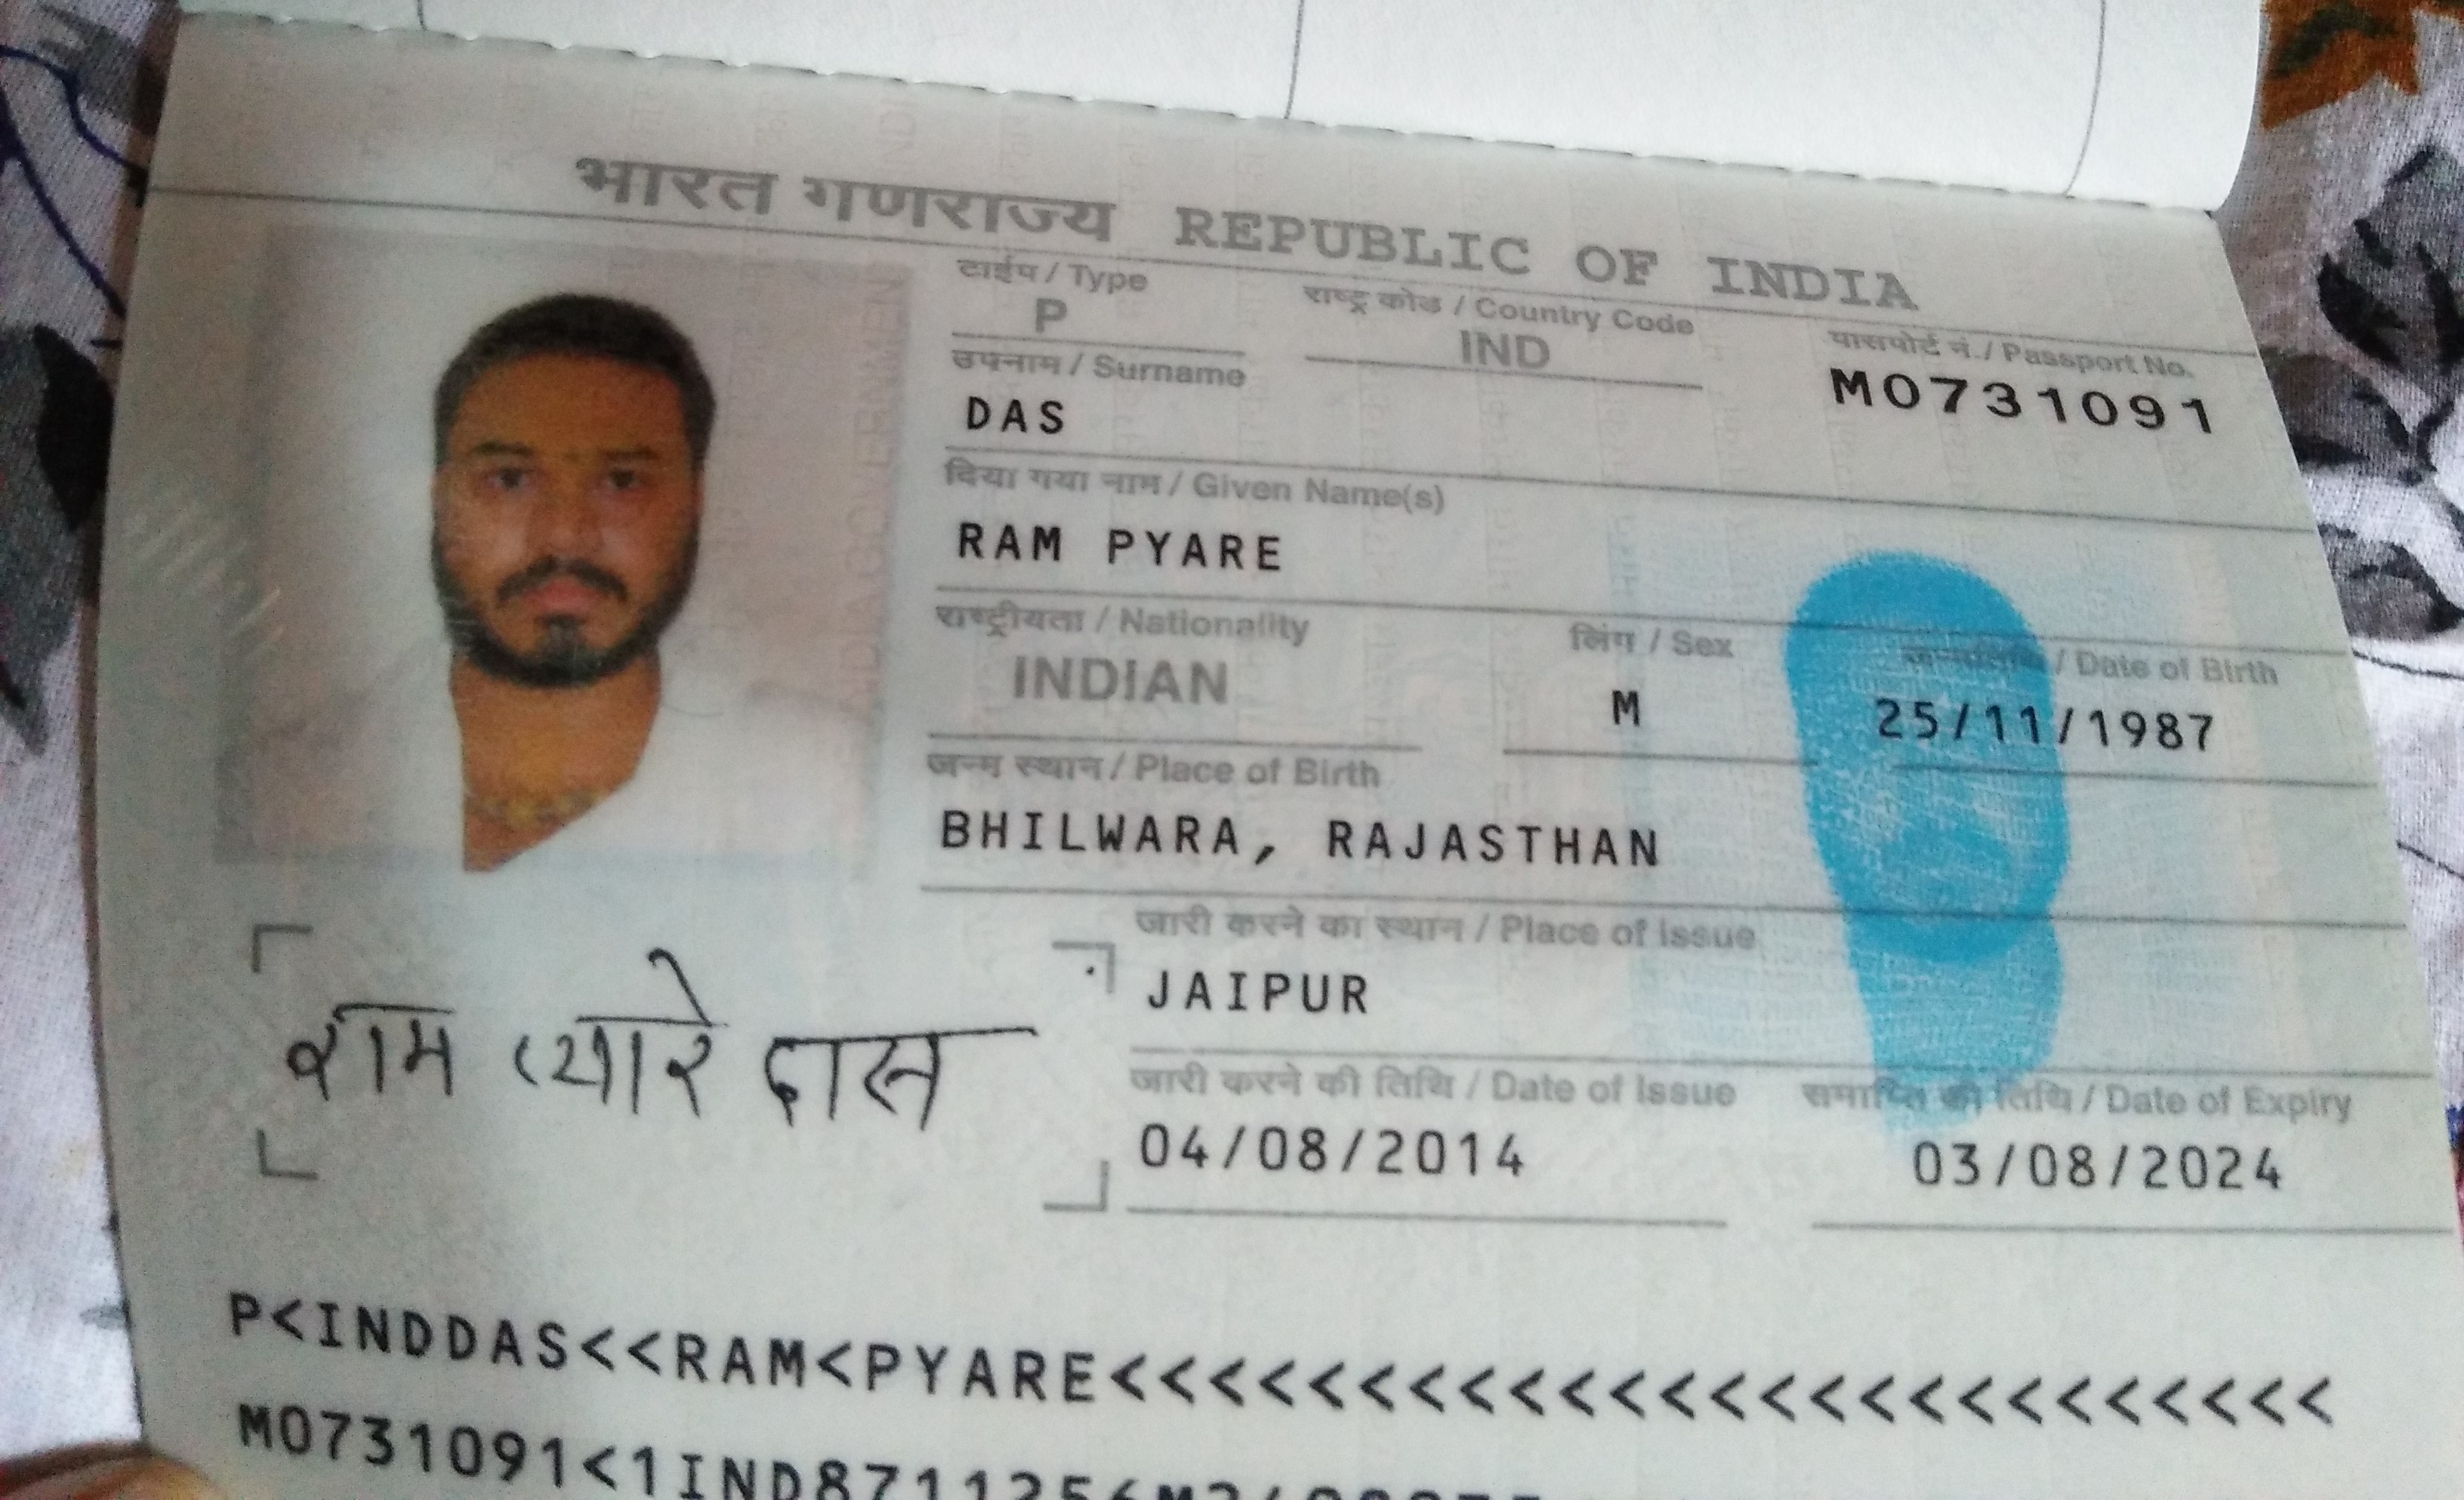 भारत गणराज्य REPUBLIC OF INDIA
टाईप / Type
P
राष्ट्र कोड / Country Code
IND
पासपोर्ट नं. / Passport No.
M0731091
उपनाम / Surname
DAS
दिया गया नाम / Given Name(s)
RAM PYARE
राष्ट्रीयता / Nationality
INDIAN
लिंग / Sex
M
जन्मतिथि / Date of Birth
25/11/1987
जन्म स्थान / Place of Birth
BHILWARA, RAJASTHAN
जारी करने का स्थान / Place of Issue
JAIPUR
राम प्यारे दास
जारी करने की तिथि / Date of Issue
04/08/2014
समाप्ति की तिथि / Date of Expiry
03/08/2024
P<INDDAS<<RAM<PYARE<<<<<<<<<<<<<<<<<<<<<<<<<
M0731091<1IND871125